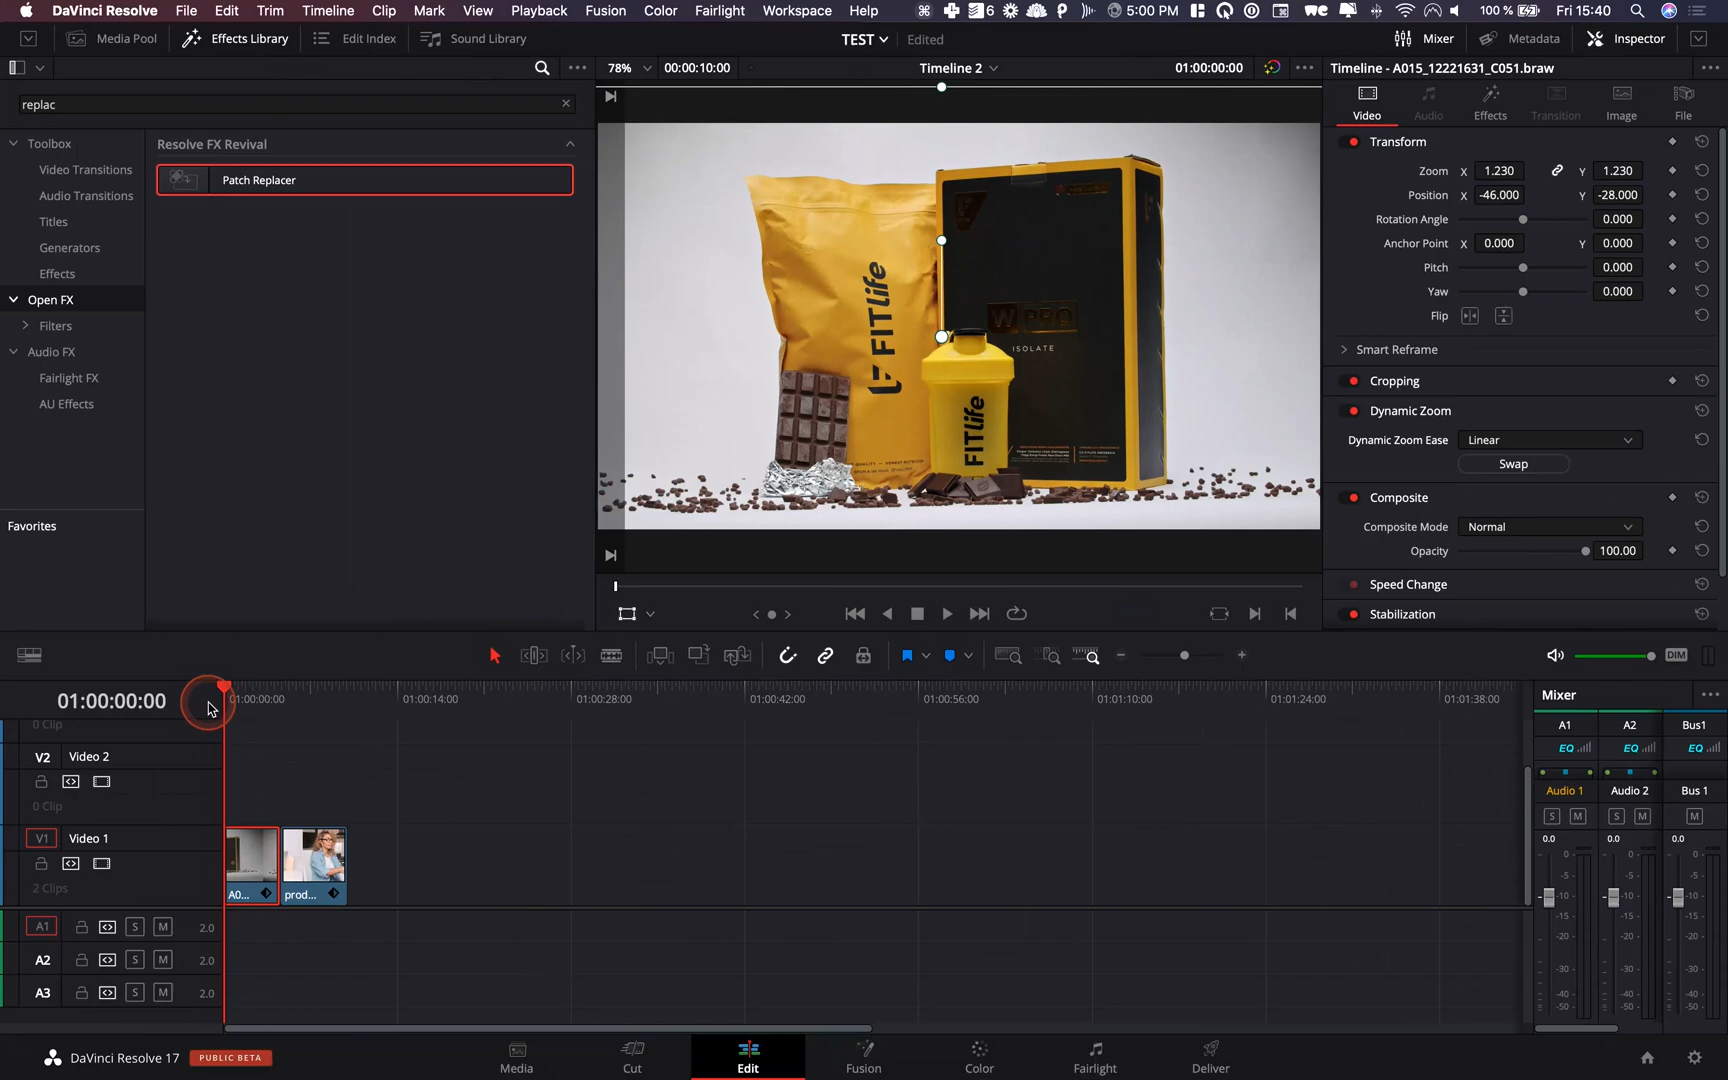 DaVinci Resolve File Edit Trim Timeline Clip Mark View Playback Fusion Color Fairlight Workspace Help 6 5:00 PM 100 % Fri 15:40
Media Pool Effects Library Edit Index Sound Library TEST Edited Mixer Metadata Inspector
78% 00:00:10:00 Timeline 2 01:00:00:00 Timeline - A015_12221631_C051.braw
replac
Video Audio Effects Transition Image File
Toolbox
Video Transitions
Audio Transitions
Titles
Generators
Effects
Open FX
Filters
Audio FX
Fairlight FX
AU Effects
Favorites
Resolve FX Revival
Patch Replacer
FITlife
W PRO
ISOLATE
FITlife
Transform
Zoom X 1.230 Y 1.230
Position X -46.000 Y -28.000
Rotation Angle 0.000
Anchor Point X 0.000 Y 0.000
Pitch 0.000
Yaw 0.000
Flip
Smart Reframe
Cropping
Dynamic Zoom
Dynamic Zoom Ease Linear
Swap
Composite
Composite Mode Normal
Opacity 100.00
Speed Change
Stabilization
DIM
01:00:00:00 01:00:00:00 01:00:14:00 01:00:28:00 01:00:42:00 01:00:56:00 01:01:10:00 01:01:24:00 01:01:38:00
0 Clip
V2 Video 2
0 Clip
V1 Video 1
2 Clips
A0... prod...
A1 S M 2.0
A2 S M 2.0
A3 S M 2.0
Mixer
A1 A2 Bus1
EQ EQ EQ
Audio 1 Audio 2 Bus 1
S M S M M
0.0 0.0 0.0
0 0 0
-5 -5 -5
-10 -10 -10
-15 -15 -15
-20 -20 -20
-30 -30 -30
-40 -40 -40
-50 -50 -50
DaVinci Resolve 17 PUBLIC BETA
Media Cut Edit Fusion Color Fairlight Deliver